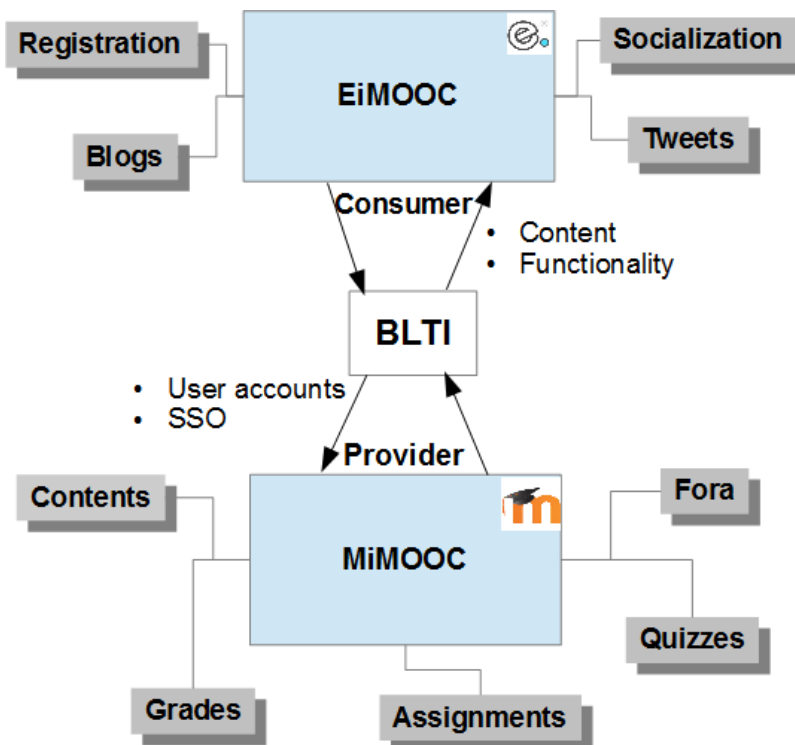 Registration
Socialization
EiMOOC
Blogs
Tweets
Consumer
• Content
• Functionality
BLTI
• User accounts
• SSO
Provider
Contents
Fora
MiMOOC
Quizzes
Grades
Assignments